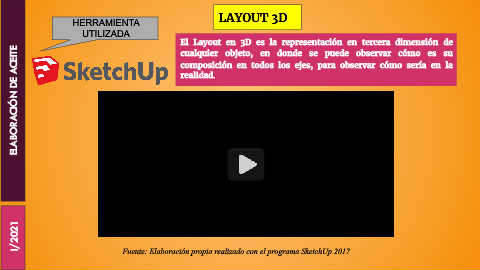 HERRAMIENTA
UTILIZADA
LAYOUT 3D
SketchUp
El Layout en 3D es la representación en tercera dimensión de
cualquier objeto, en donde se puede observar cómo es su
composición en todos los ejes, para observar cómo sería en la
realidad.
ELABORACIÓN DE ACEITE
I/2021
Fuente: Elaboración propia realizado con el programa SketchUp 2017